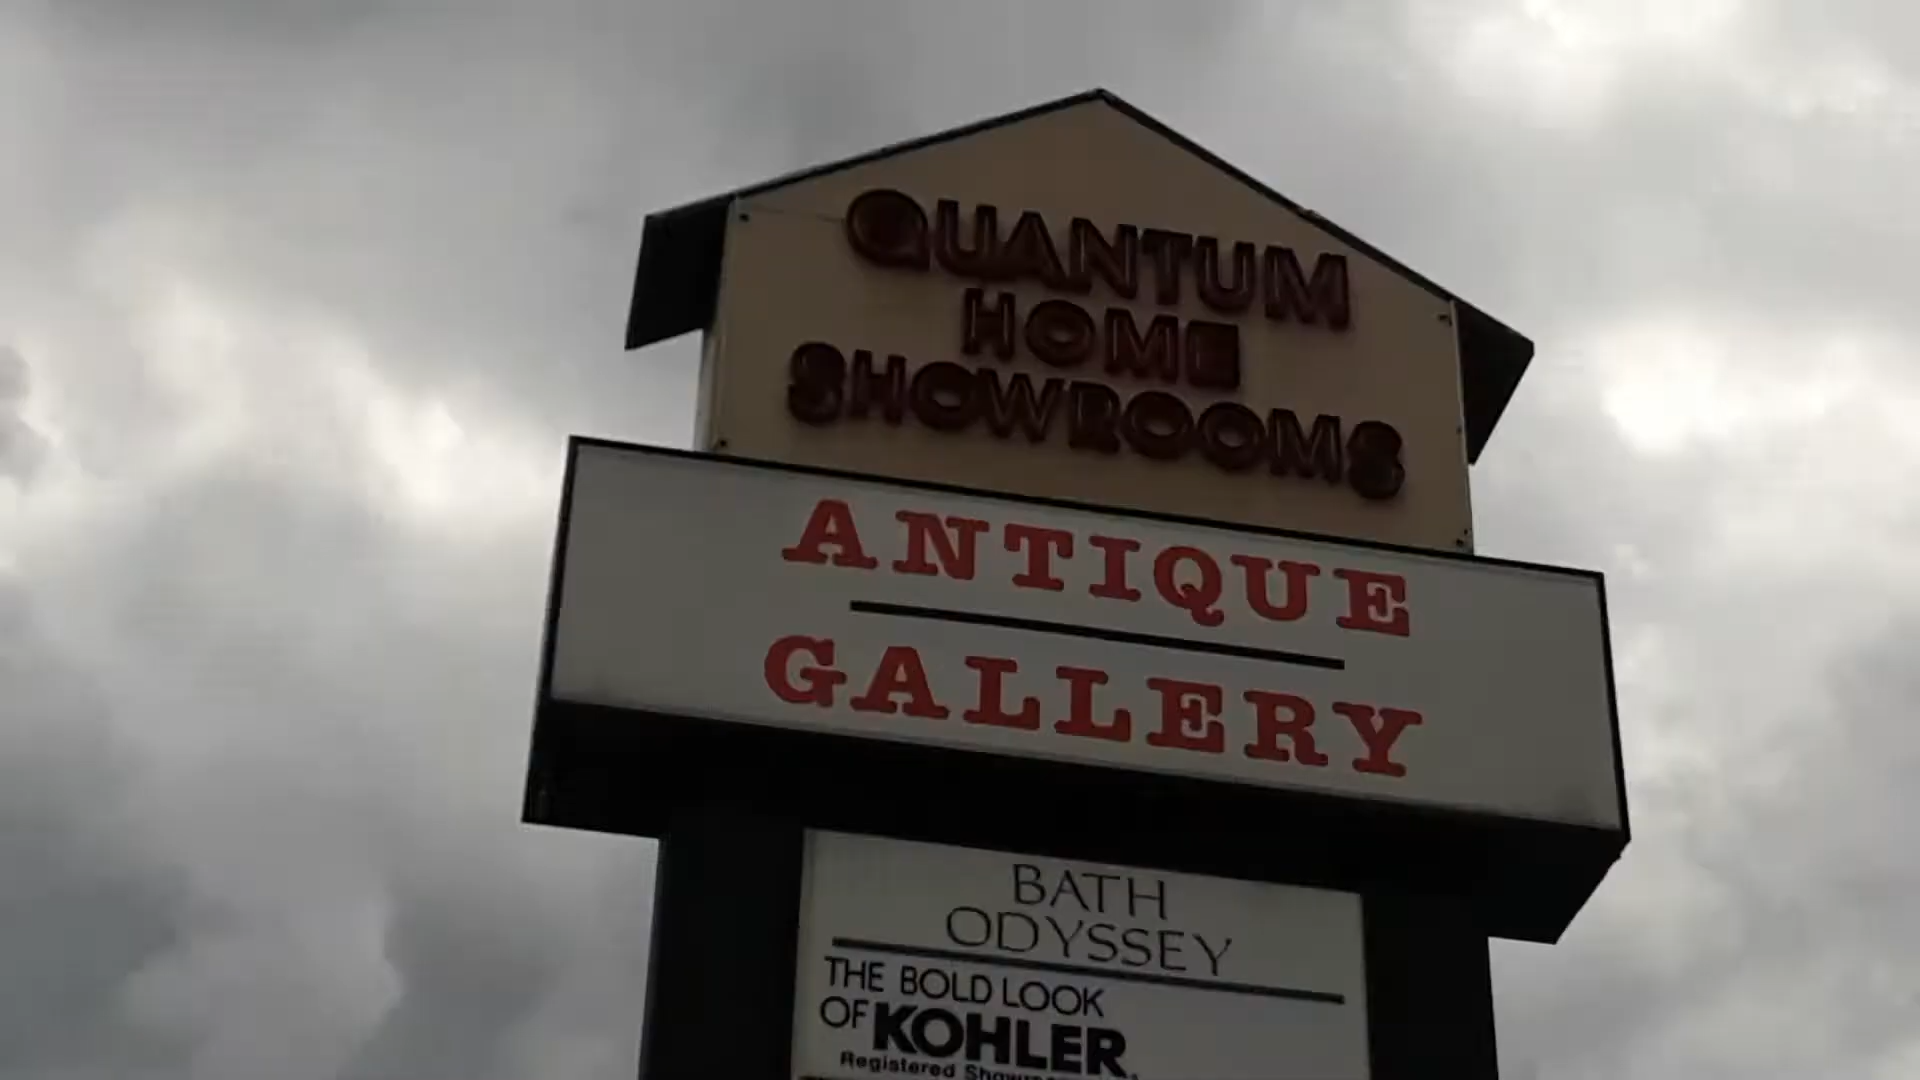 QUANTUM
HOME
SHOWROOMS
ANTIQUE
GALLERY
BATH
ODYSSEY
THE BOLD LOOK
OF KOHLER
Registered